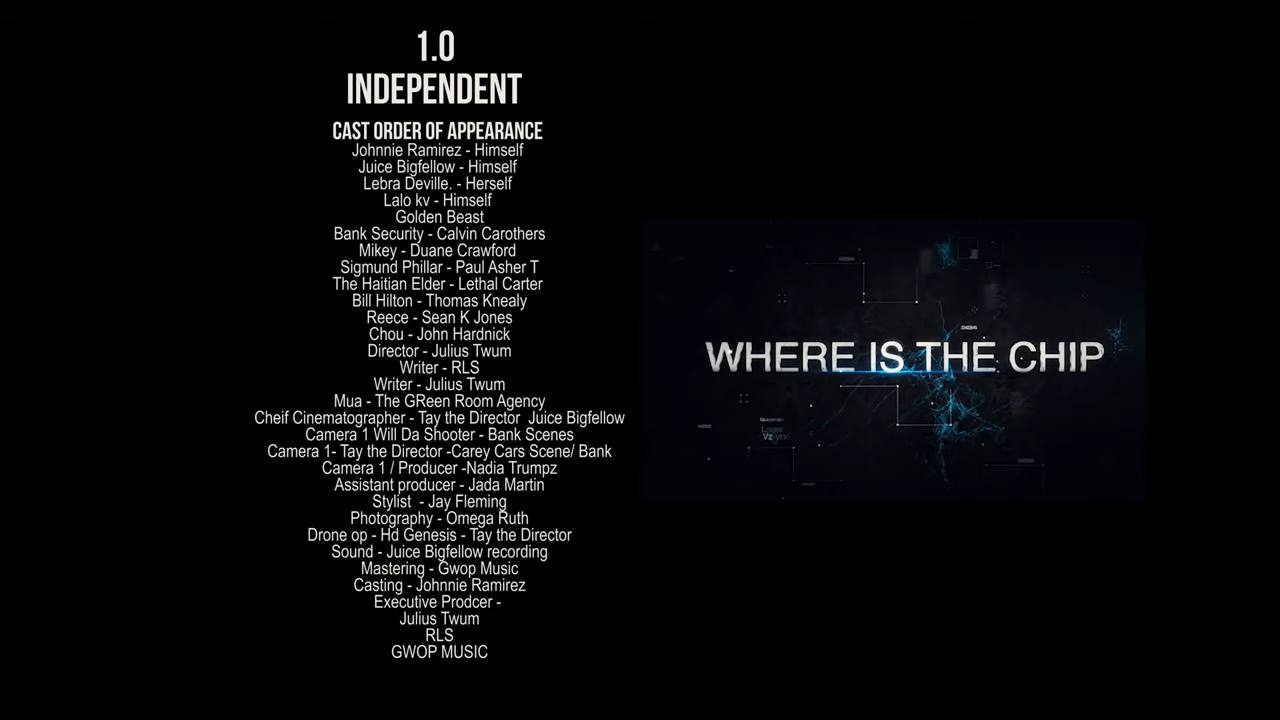 1.0
INDEPENDENT
CAST ORDER OF APPEARANCE
Johnnie Ramirez - Himself
Juice Bigfellow - Himself
Lebra Deville. - Herself
Lalo kv - Himself
Golden Beast
Bank Security - Calvin Carothers
Mikey - Duane Crawford
Sigmund Phillar - Paul Asher T
The Haitian Elder - Lethal Carter
Bill Hilton - Thomas Knealy
Reece - Sean K Jones
Chou - John Hardnick
Director - Julius Twum
Writer - RLS
Writer - Julius Twum
Mua - The GReen Room Agency
Cheif Cinematographer - Tay the Director  Juice Bigfellow
Camera 1 Will Da Shooter - Bank Scenes
Camera 1- Tay the Director -Carey Cars Scene/ Bank
Camera 1 / Producer -Nadia Trumpz
Assistant producer - Jada Martin
Stylist  - Jay Fleming
Photography - Omega Ruth
Drone op - Hd Genesis - Tay the Director
Sound - Juice Bigfellow recording
Mastering - Gwop Music
Casting - Johnnie Ramirez
Executive Prodcer -
Julius Twum
RLS
GWOP MUSIC
WHERE IS THE CHIP